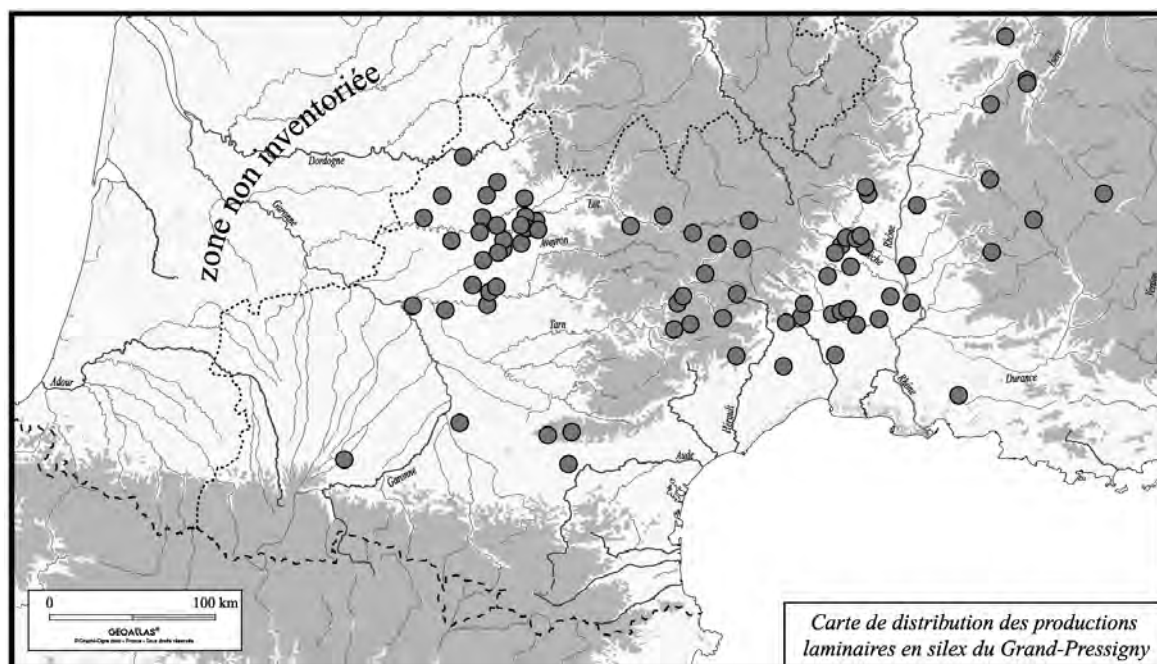 zone non inventoriée
Isère
Dordogne
Garonne
Lot
Aveyron
Rhône
Tarn
Adour
Durance
Rhône
Hérault
Garonne
Aude
0 100 km
GEOATLAS®
Carte de distribution des productions
laminaires en silex du Grand-Pressigny